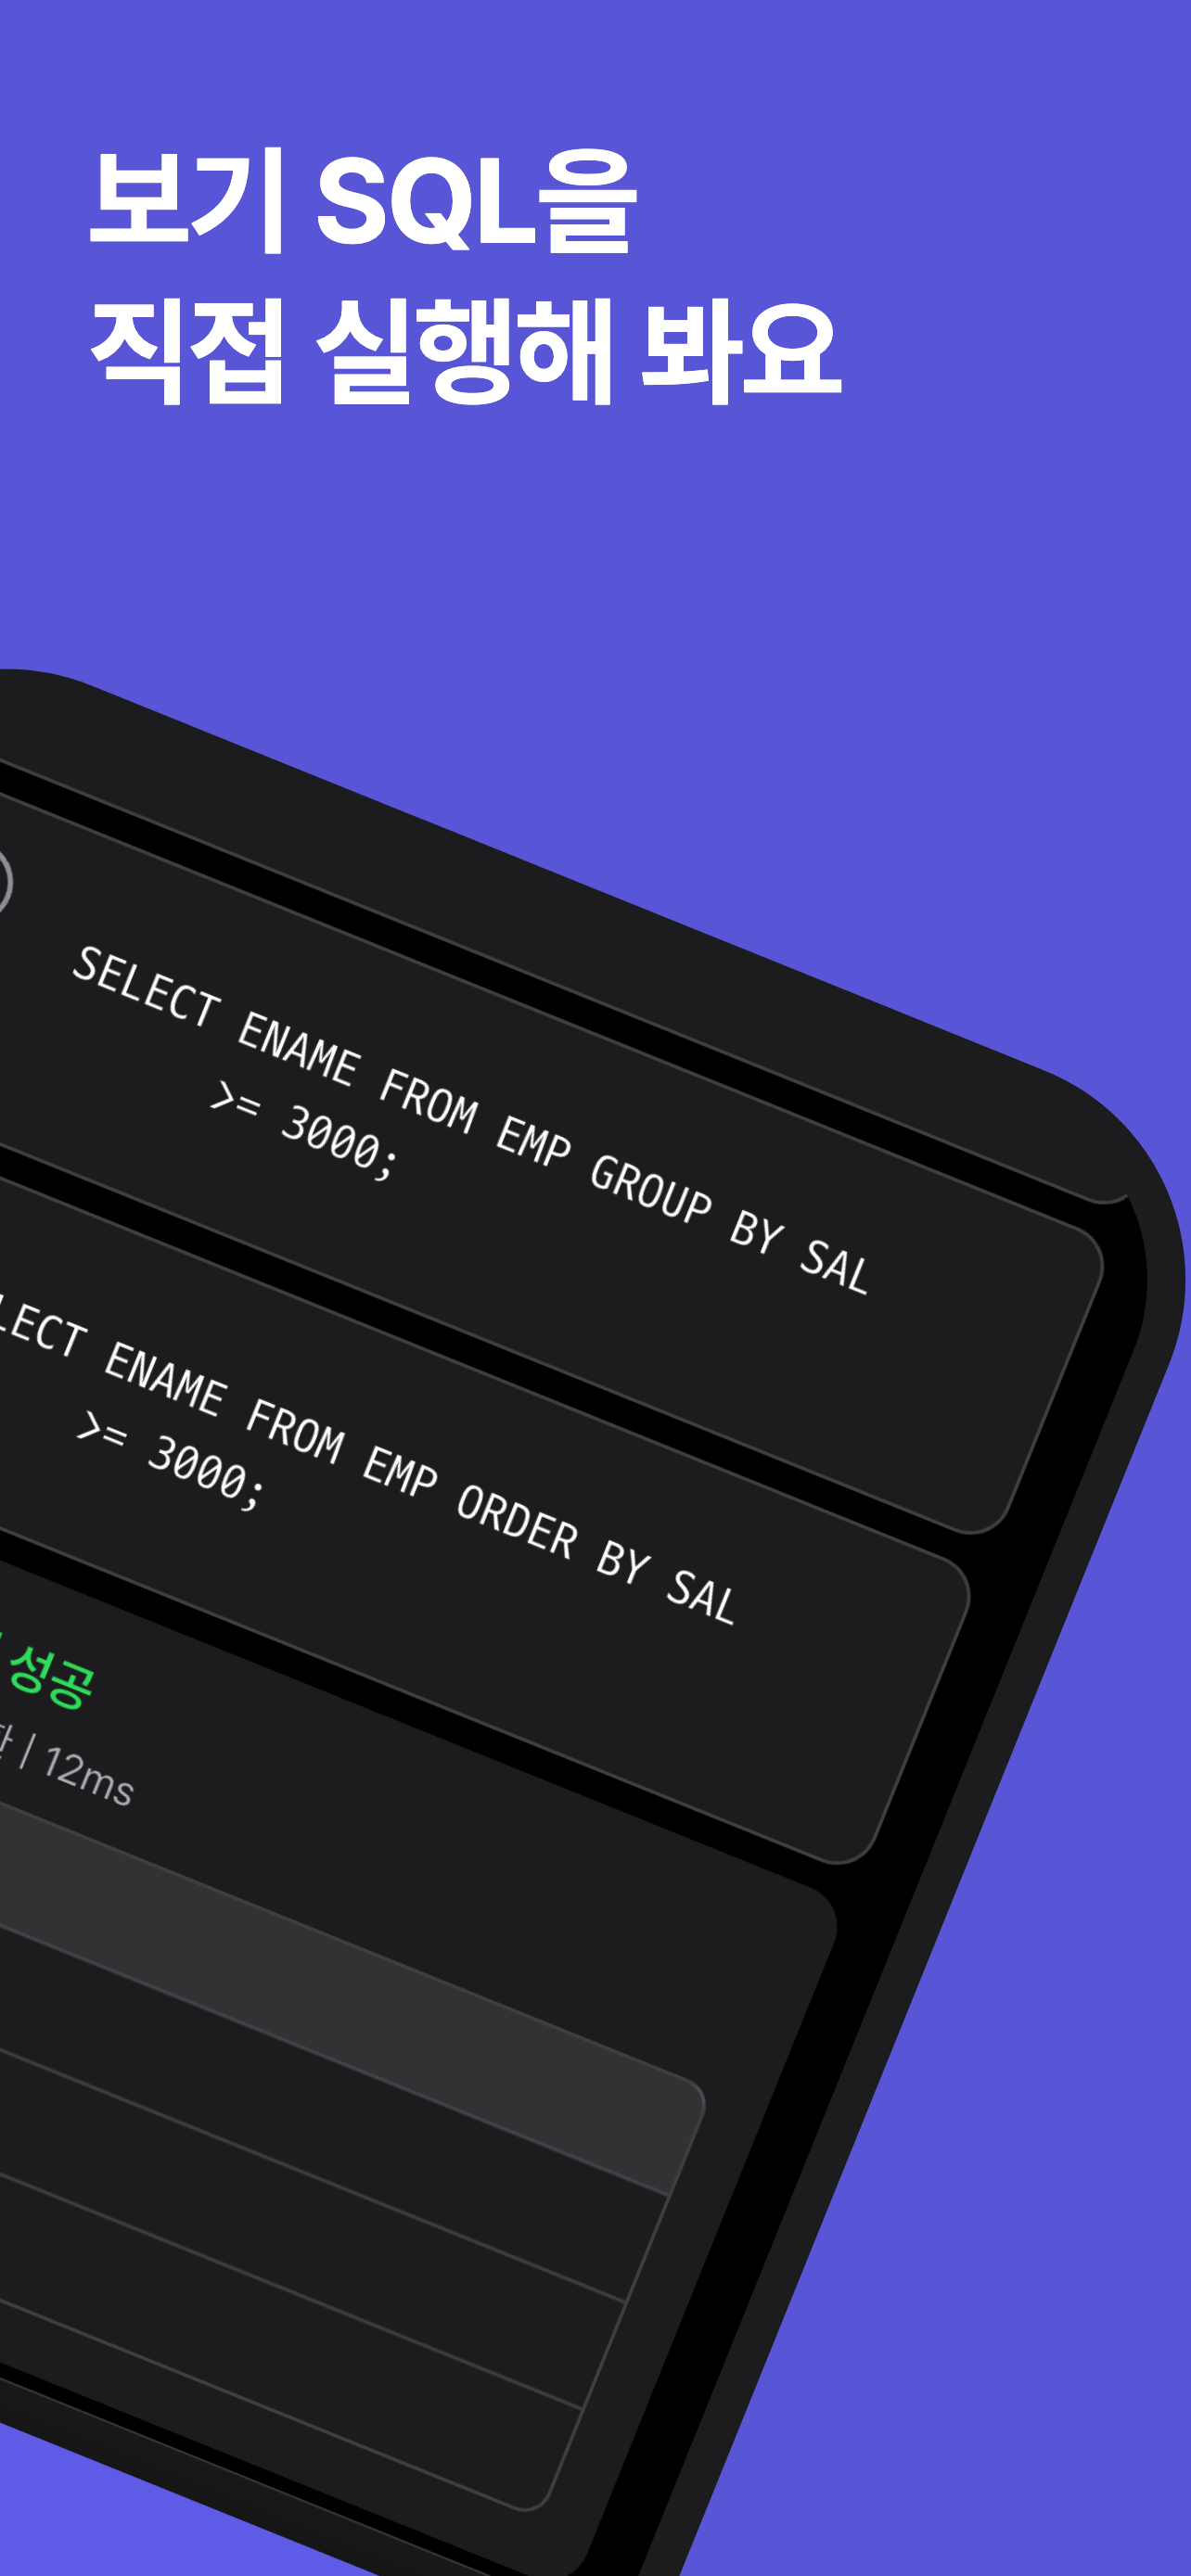 보기 SQL을
직접 실행해 봐요
SELECT ENAME FROM EMP GROUP BY SAL
>= 3000;
LECT ENAME FROM EMP ORDER BY SAL
>= 3000;
성공
| 12ms